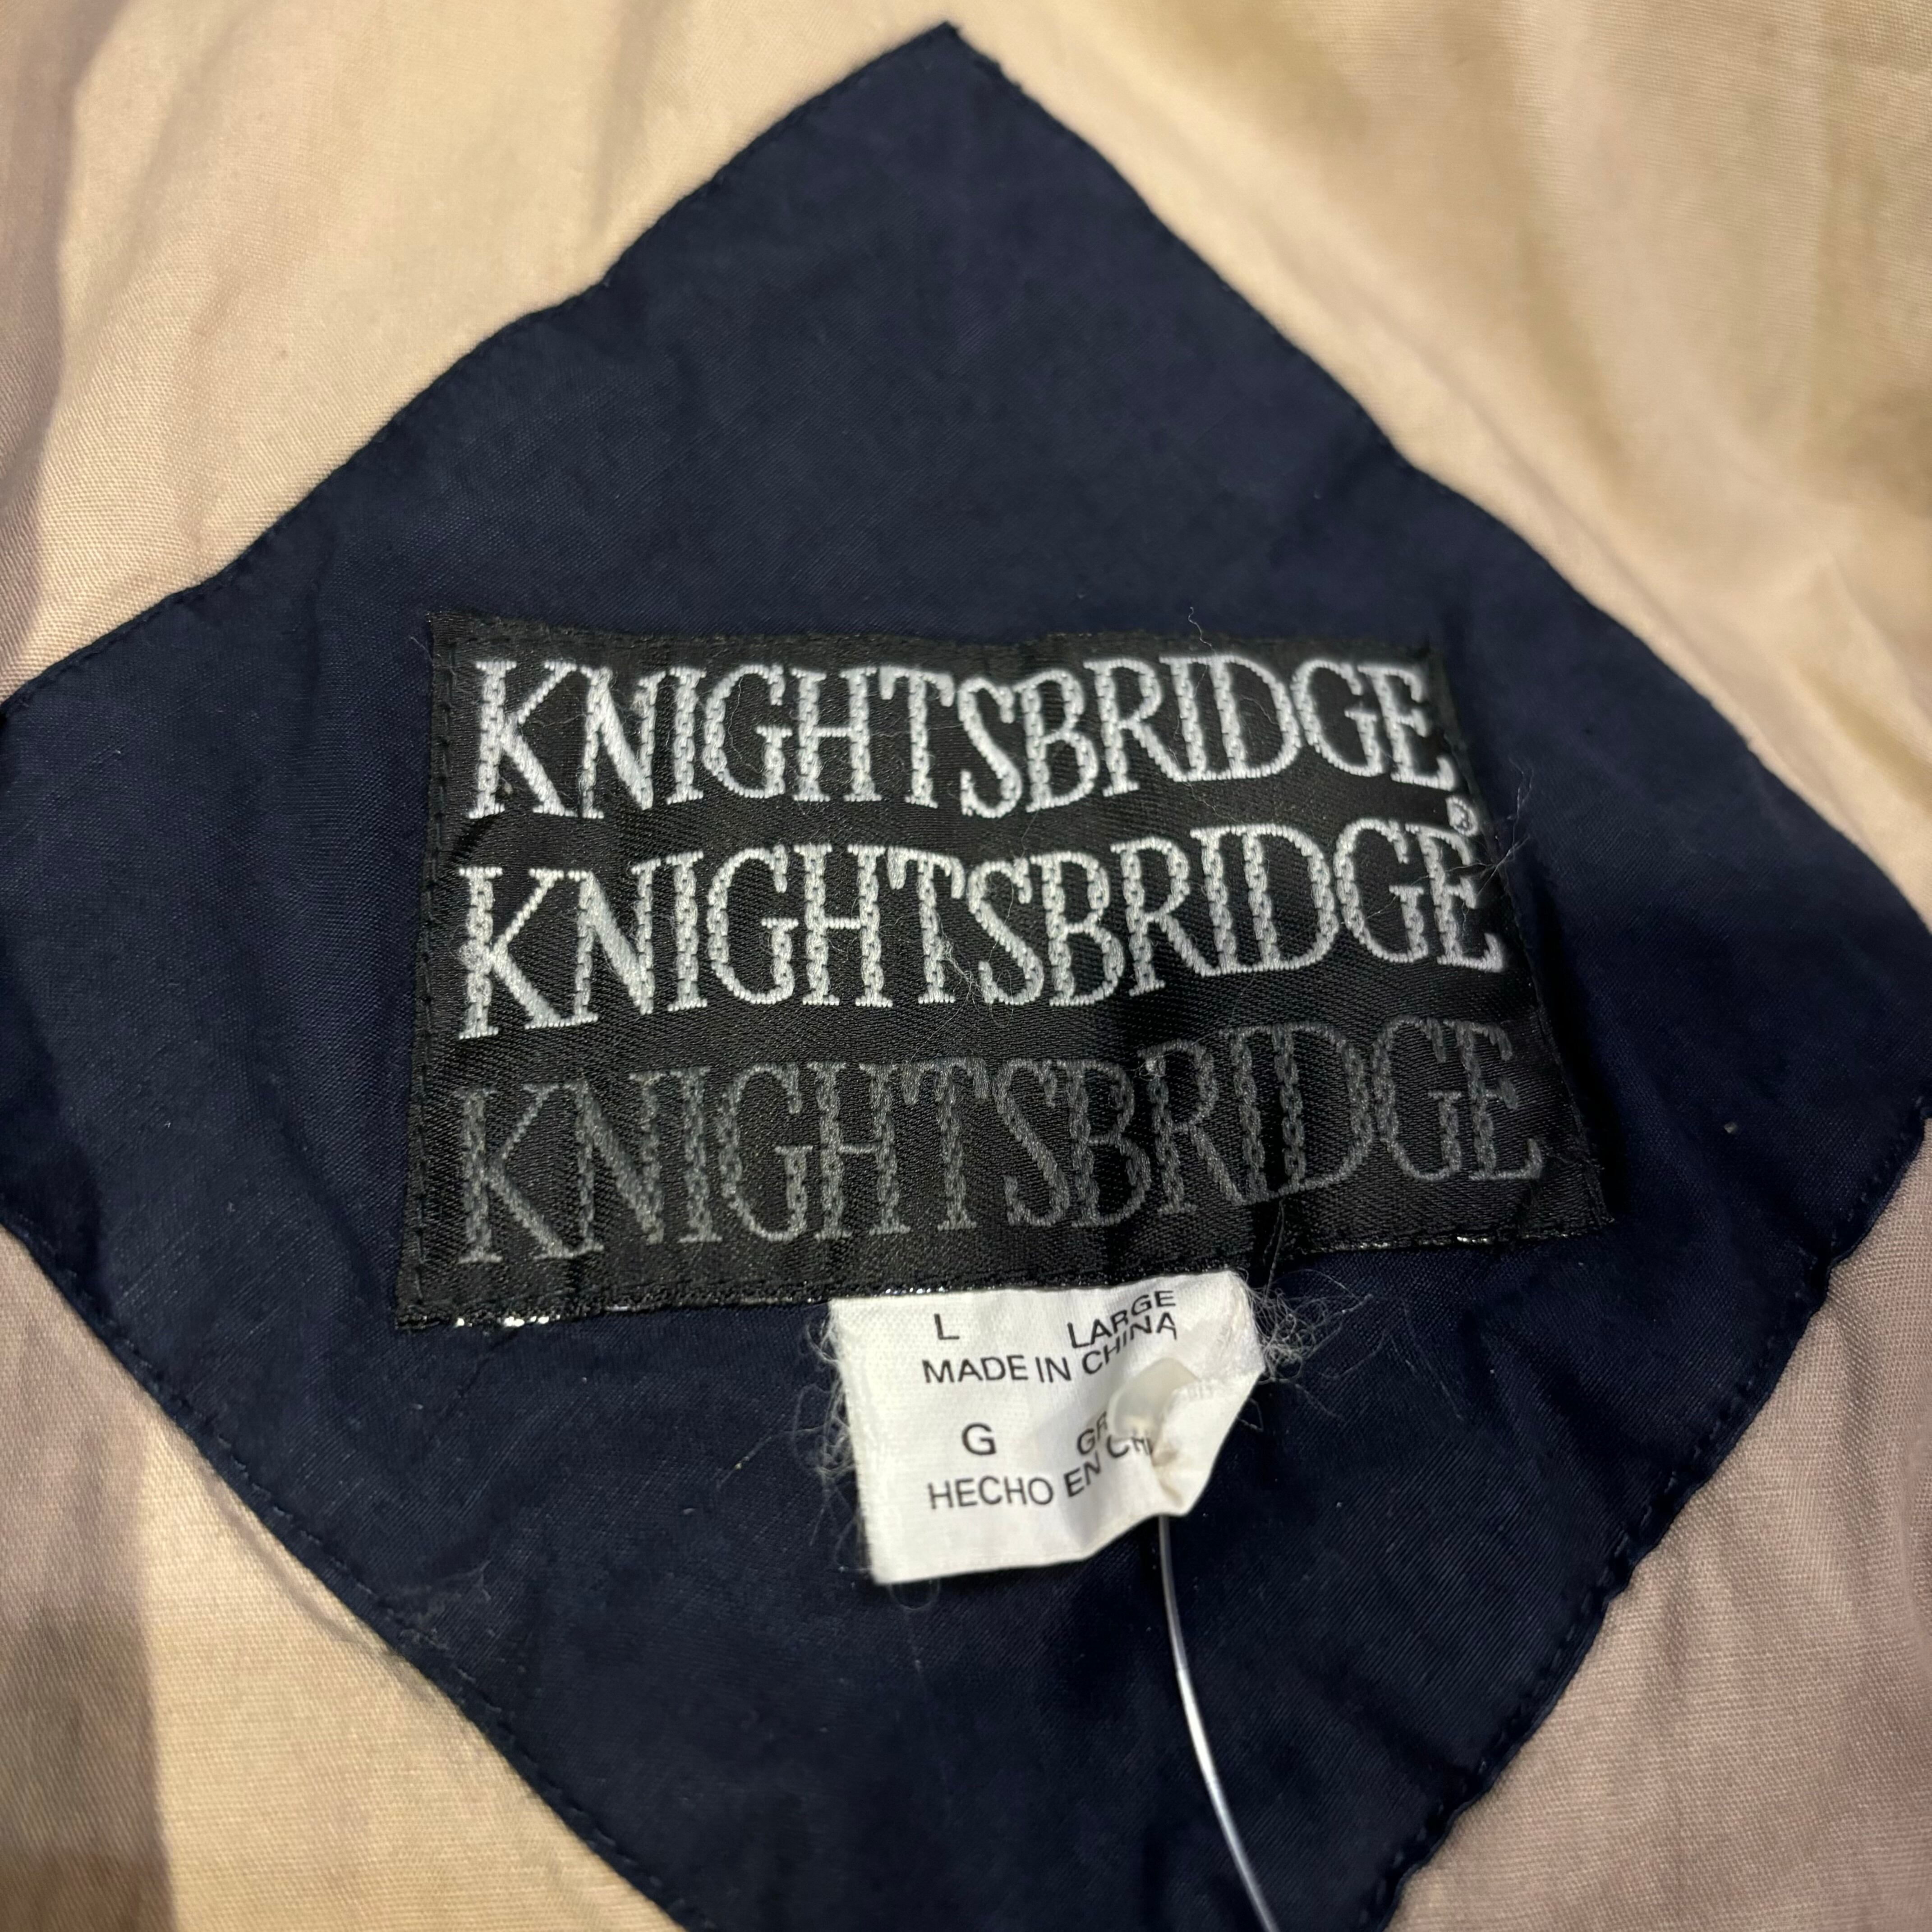 KNIGHTSBRIDGE
KNIGHTSBRIDGE®
KNIGHTSBRIDGE
L LARGE
MADE IN CHINA
G
HECHO EN